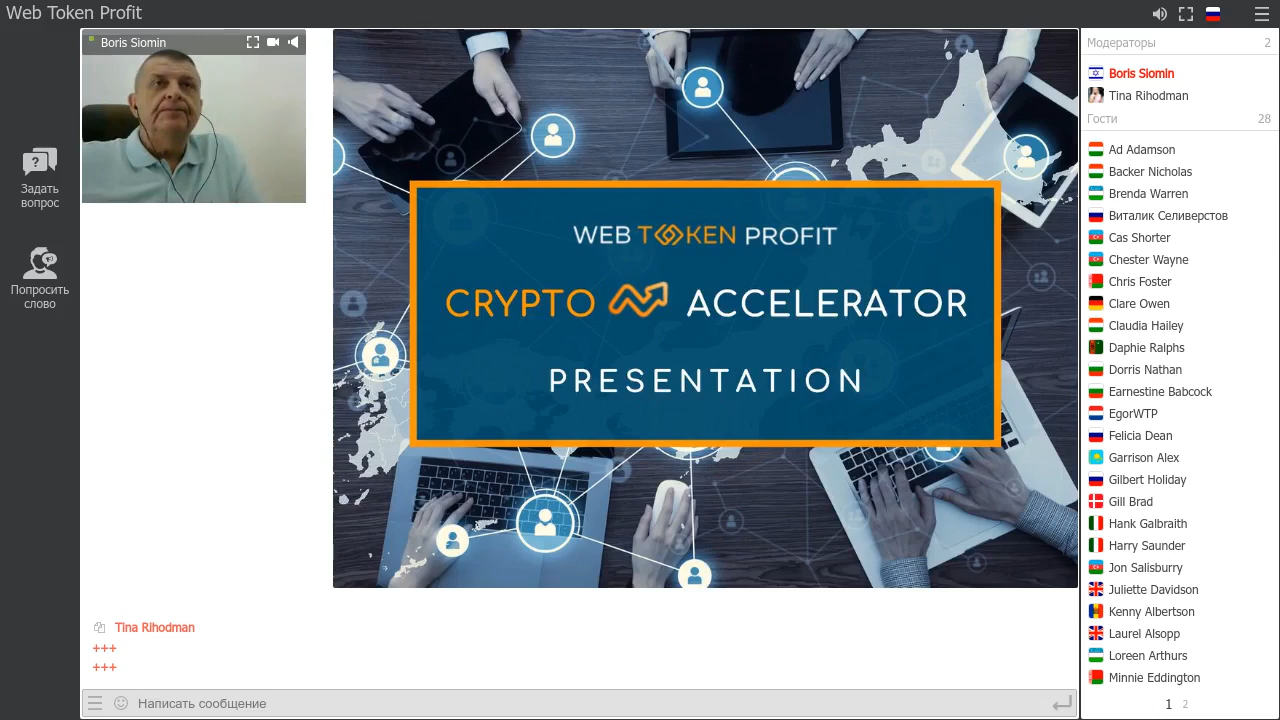 Web Token Profit
Boris Siomin
Задать
вопрос
Попросить
слово
WEB TOKEN PROFIT
CRYPTO ACCELERATOR
PRESENTATION
Tina Rihodman
+++
+++
Написать сообщение
Модераторы 2
Boris Siomin
Tina Rihodman
Гости 28
Ad Adamson
Backer Nicholas
Brenda Warren
Виталик Селиверстов
Cas Shorter
Chester Wayne
Chris Foster
Clare Owen
Claudia Hailey
Daphie Ralphs
Dorris Nathan
Earnestine Babcock
EgorWTP
Felicia Dean
Garrison Alex
Gilbert Holiday
Gill Brad
Hank Galbraith
Harry Saunder
Jon Salisburry
Juliette Davidson
Kenny Albertson
Laurel Alsopp
Loreen Arthurs
Minnie Eddington
1 2